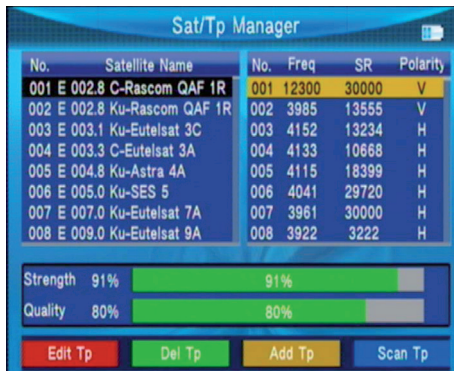 Sat/Tp Manager
No. Satellite Name
001 E 002.8 C-Rascom QAF 1R
002 E 002.8 Ku-Rascom QAF 1R
003 E 003.1 Ku-Eutelsat 3C
004 E 003.3 C-Eutelsat 3A
005 E 004.8 Ku-Astra 4A
006 E 005.0 Ku-SES 5
007 E 007.0 Ku-Eutelsat 7A
008 E 009.0 Ku-Eutelsat 9A
No. Freq SR Polarity
001 12300 30000 V
002 3985 13555 V
003 4152 13234 H
004 4133 10668 H
005 4115 18399 H
006 4041 29720 H
007 3961 30000 H
008 3922 3222 H
Strength 91% 91%
Quality 80% 80%
Edit Tp Del Tp Add Tp Scan Tp